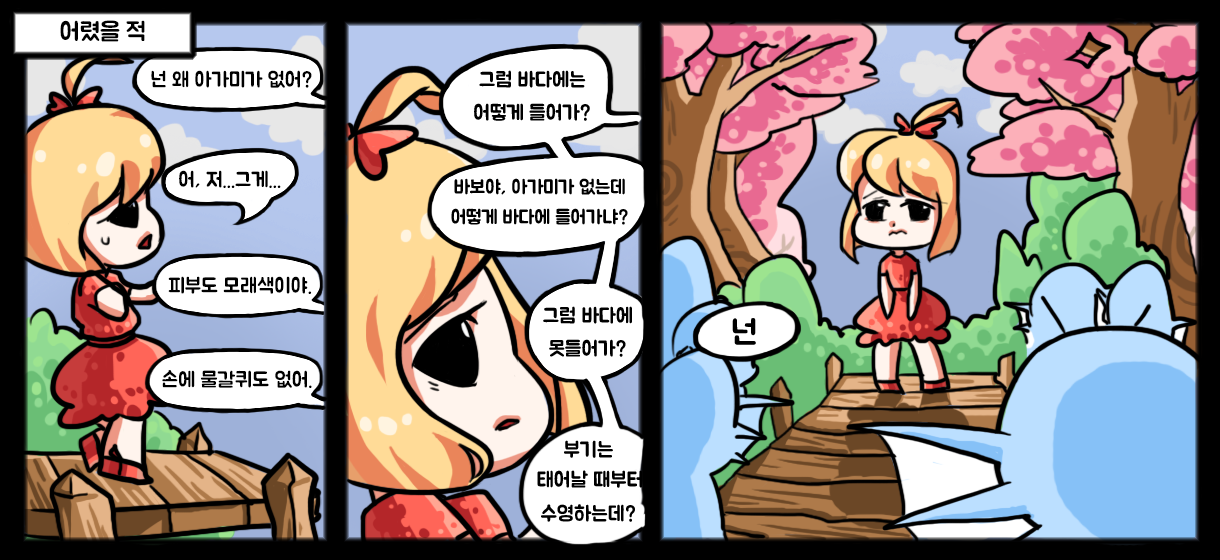 어렸을 적
넌 왜 아가미가 없어?
어, 저...그게...
피부도 모래색이야.
손에 물갈퀴도 없어.
그럼 바다에는
어떻게 들어가?
바보야, 아가미가 없는데
어떻게 바다에 들어가냐?
그럼 바다에
못들어가?
부기는
태어날 때부터
수영하는데?
넌